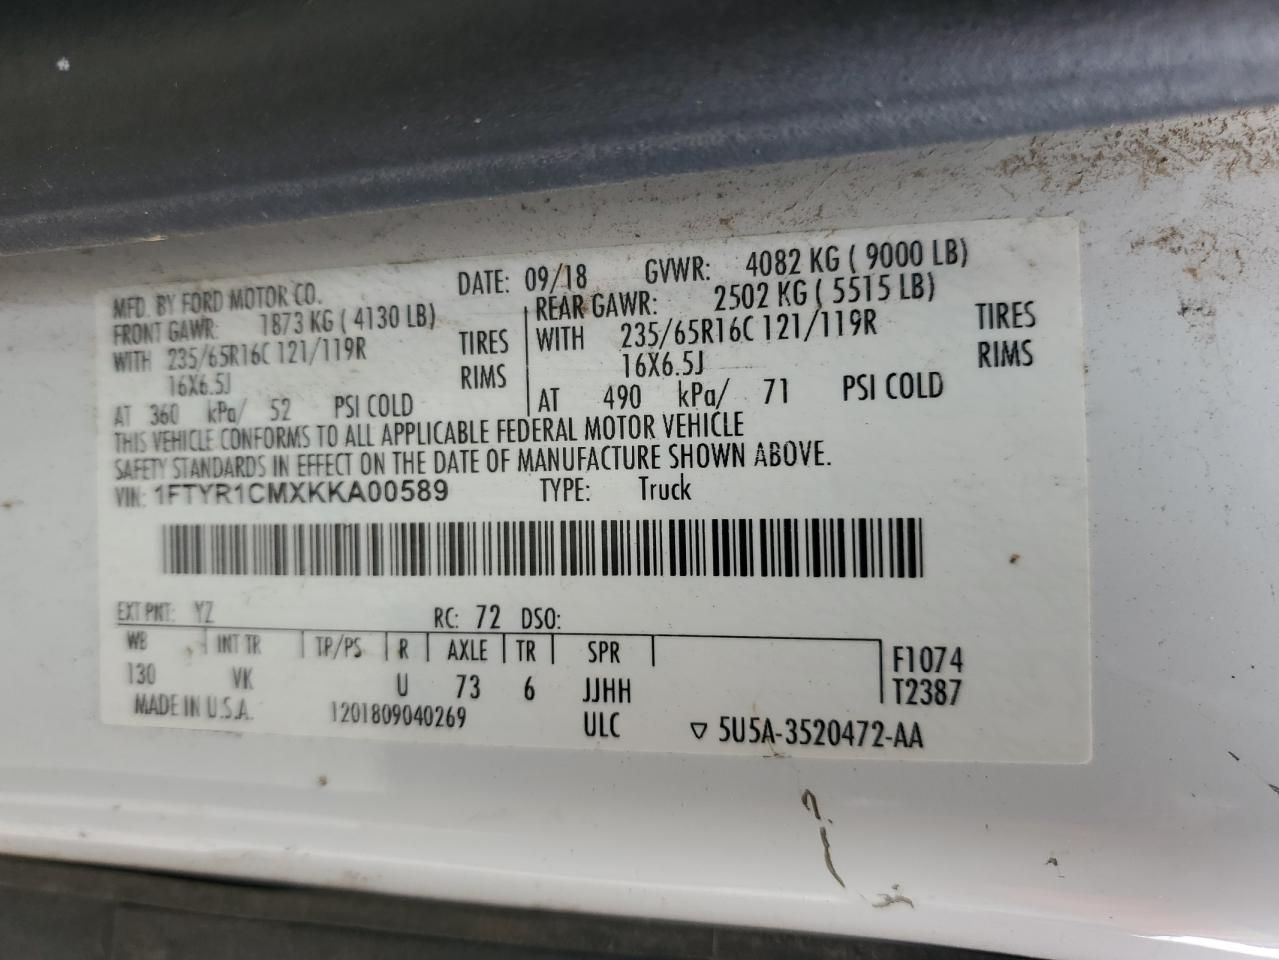 MFD. BY FORD MOTOR CO. DATE: 09/18 GVWR: 4082 KG ( 9000 LB)
FRONT GAWR: 1873 KG ( 4130 LB) REAR GAWR: 2502 KG ( 5515 LB)
WITH 235/65R16C 121/119R TIRES WITH 235/65R16C 121/119R TIRES
16X6.5J RIMS 16X6.5J RIMS
AT 360 kPa/ 52 PSI COLD AT 490 kPa/ 71 PSI COLD
THIS VEHICLE CONFORMS TO ALL APPLICABLE FEDERAL MOTOR VEHICLE
SAFETY STANDARDS IN EFFECT ON THE DATE OF MANUFACTURE SHOWN ABOVE.
VIN: 1FTYR1CMXKKA00589 TYPE: Truck
EXT PNT: YZ RC: 72 DSO:
WB INT TR TP/PS R AXLE TR SPR F1074
130 VK U 73 6 JJHH T2387
MADE IN U.S.A. 1201809040269 ULC ▽ 5U5A-3520472-AA